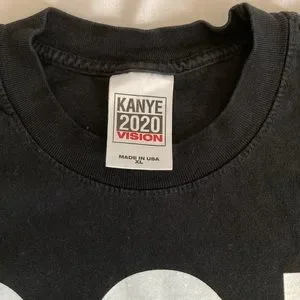 KANYE
2020
VISION
MADE IN USA
XL